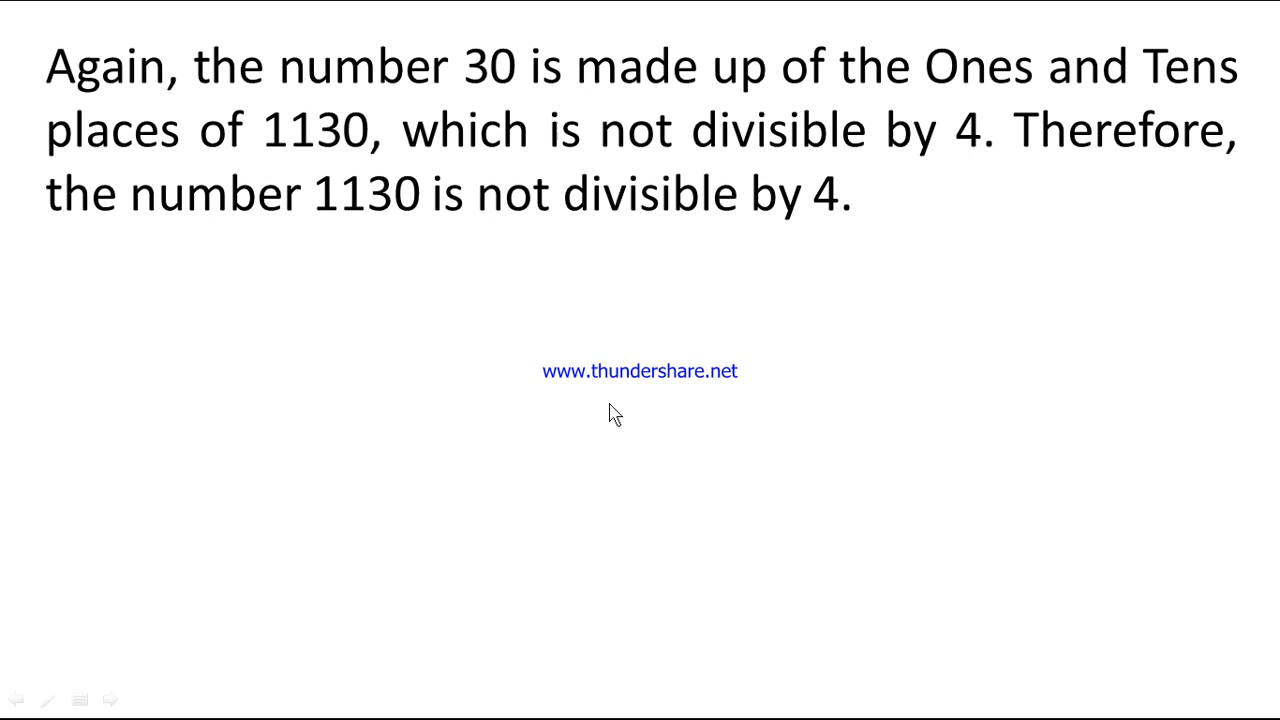 Again, the number 30 is made up of the Ones and Tens
places of 1130, which is not divisible by 4. Therefore,
the number 1130 is not divisible by 4.
www.thundershare.net